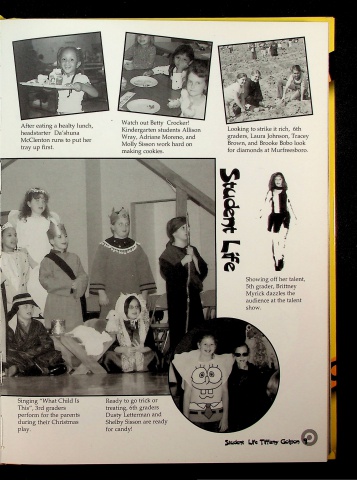 After eating a healty lunch,
headstarter Da'shuna
McClenton runs to put her
tray up first.
Watch out Betty Crocker!
Kindergarten students Allison
Wray, Adriane Moreno, and
Molly Sisson work hard on
making cookies.
Looking to strike it rich, 6th
graders, Laura Johnson, Tracey
Brown, and Brooke Bobo look
for diamonds at Murfreesboro.
Student Life
Showing off her talent,
5th grader, Brittney
Myrick dazzles the
audience at the talent
show.
Singing "What Child Is
This", 3rd graders
perform for the parents
during their Christmas
play.
Ready to go trick or
treating, 6th graders
Dusty Letterman and
Shelby Sisson are ready
for candy!
Student Life Tiffany